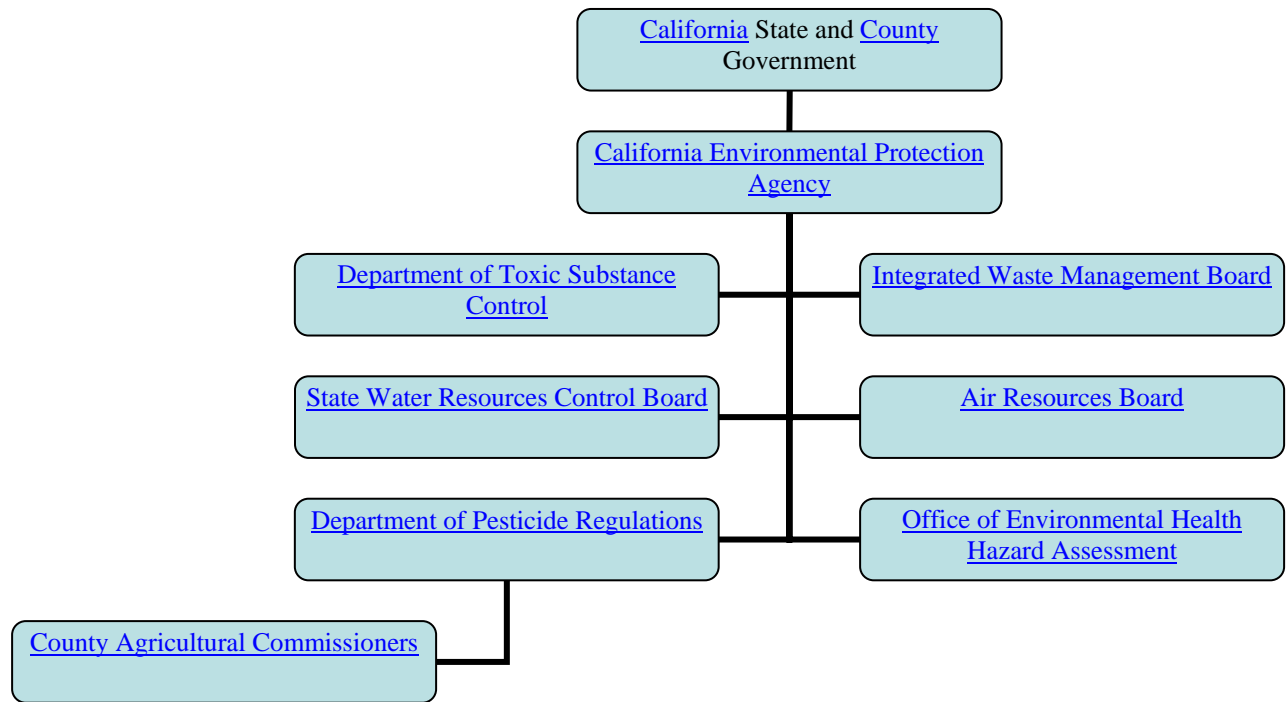 California State and County
Government
California Environmental Protection
Agency
Department of Toxic Substance
Control
Integrated Waste Management Board
State Water Resources Control Board
Air Resources Board
Department of Pesticide Regulations
Office of Environmental Health
Hazard Assessment
County Agricultural Commissioners